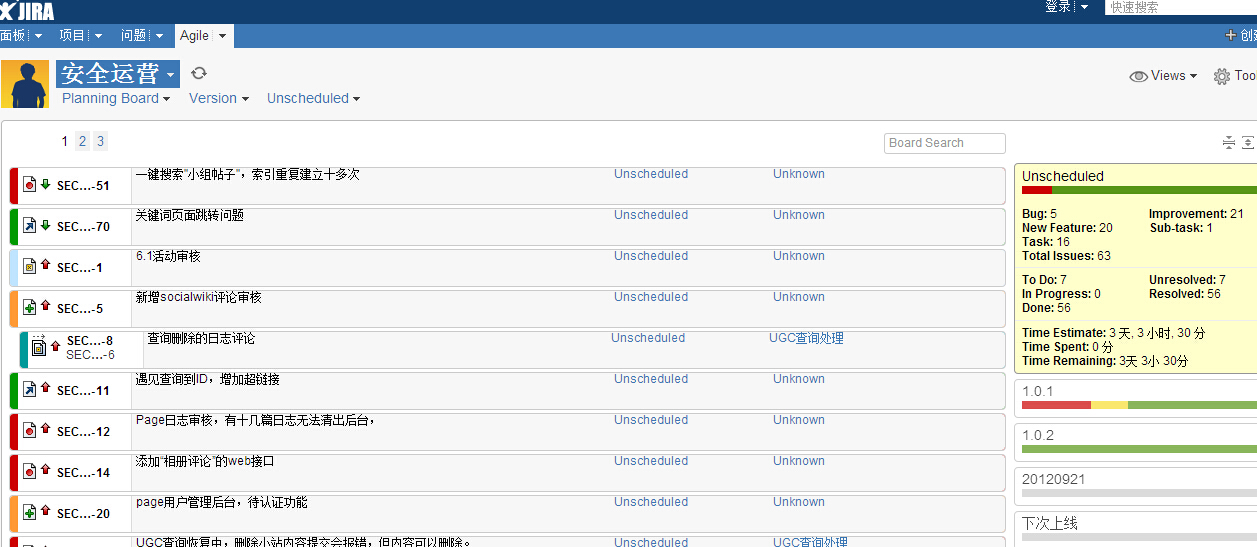 JIRA
登录
快速搜索
面板
项目
问题
Agile
安全运营
Views
Planning Board
Version
Unscheduled
1 2 3
Board Search
SEC...-51
一键搜索"小组帖子"，索引重复建立十多次
Unscheduled
Unknown
SEC...-70
关键词页面跳转问题
Unscheduled
Unknown
SEC...-1
6.1活动审核
Unscheduled
Unknown
SEC...-5
新增socialwiki评论审核
Unscheduled
Unknown
SEC...-8
SEC...-6
查询删除的日志评论
Unscheduled
UGC查询处理
SEC...-11
遇见查询到ID，增加超链接
Unscheduled
Unknown
SEC...-12
Page日志审核，有十几篇日志无法清出后台，
Unscheduled
Unknown
SEC...-14
添加"相册评论"的web接口
Unscheduled
Unknown
SEC...-20
page用户管理后台，待认证功能
Unscheduled
Unknown
UGC查询恢复中，删除小站内容提交会报错，但内容可以删除。
Unscheduled
UGC查询处理
Unscheduled
Bug: 5
Improvement: 21
New Feature: 20
Sub-task: 1
Task: 16
Total Issues: 63
To Do: 7
Unresolved: 7
In Progress: 0
Resolved: 56
Done: 56
Time Estimate: 3 天, 3 小时, 30 分
Time Spent: 0 分
Time Remaining: 3天 3小 30分
1.0.1
1.0.2
20120921
下次上线